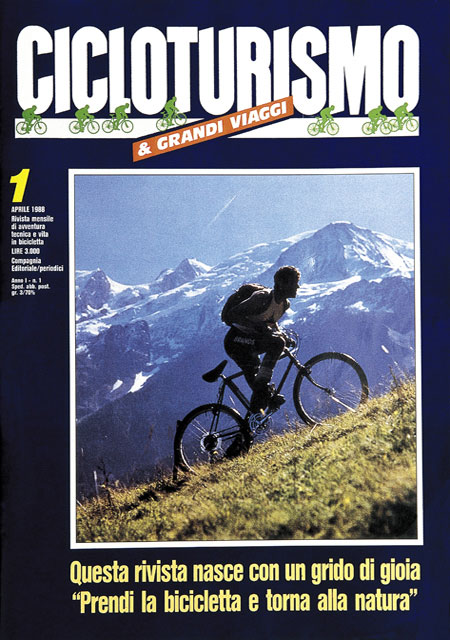 CICLOTURISMO
& GRANDI VIAGGI
1
APRILE 1988
Rivista mensile
di avventura
tecnica e vita
in bicicletta
LIRE 3.000
Compagnia
Editoriale/periodici
Anno I - n. 1
Sped. abb. post.
gr. 3/70%
Questa rivista nasce con un grido di gioia
“Prendi la bicicletta e torna alla natura”